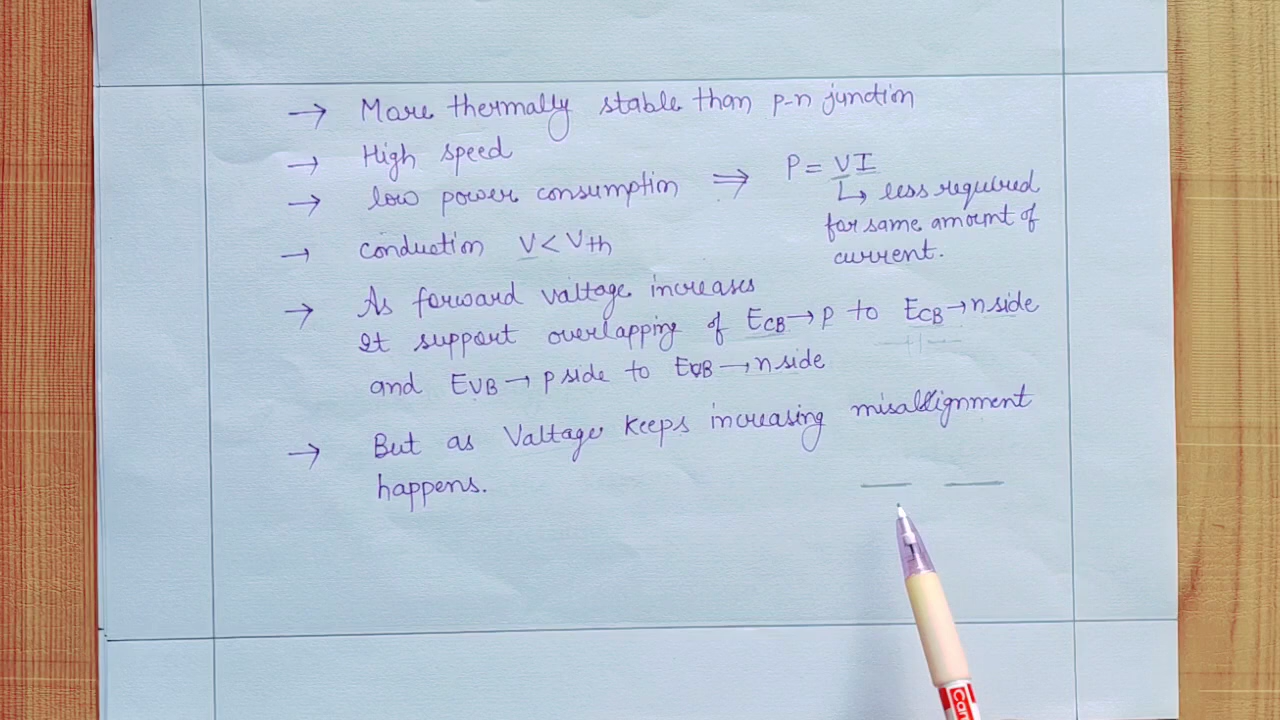 → More thermally stable than p-n junction
→ High speed
→ low power consumption ⇒ P = VI
↳ less required
for same amount of
current.
→ conduction V < Vth
→ As forward voltage increases
It support overlapping of ECB → p to ECB → n side
and EVB → p side to EVB → n side
→ But as Voltage keeps increasing misallignment
happens.
Car